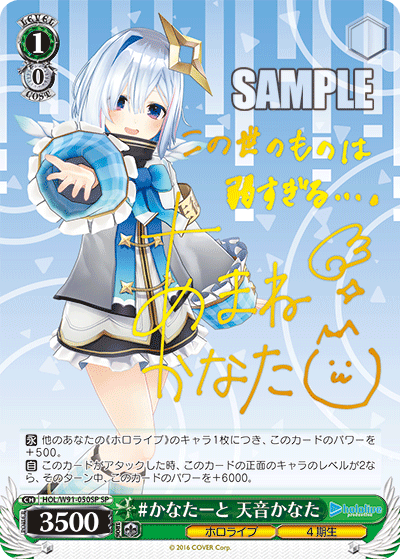 LEVEL
1
0
COST
SAMPLE
この世のものは
弱すぎる…。
あまね
かなた
永 他のあなたの《ホロライブ》のキャラ1枚につき、このカードのパワーを
+500。
自 このカードがアタックした時、このカードの正面のキャラのレベルが2な
ら、そのターン中、このカードのパワーを+6000。
CH HOL/W91-050SP SP
3500
#かなたーと 天音かなた
hololive
ホロライブ
4期生
© 2016 COVER Corp.